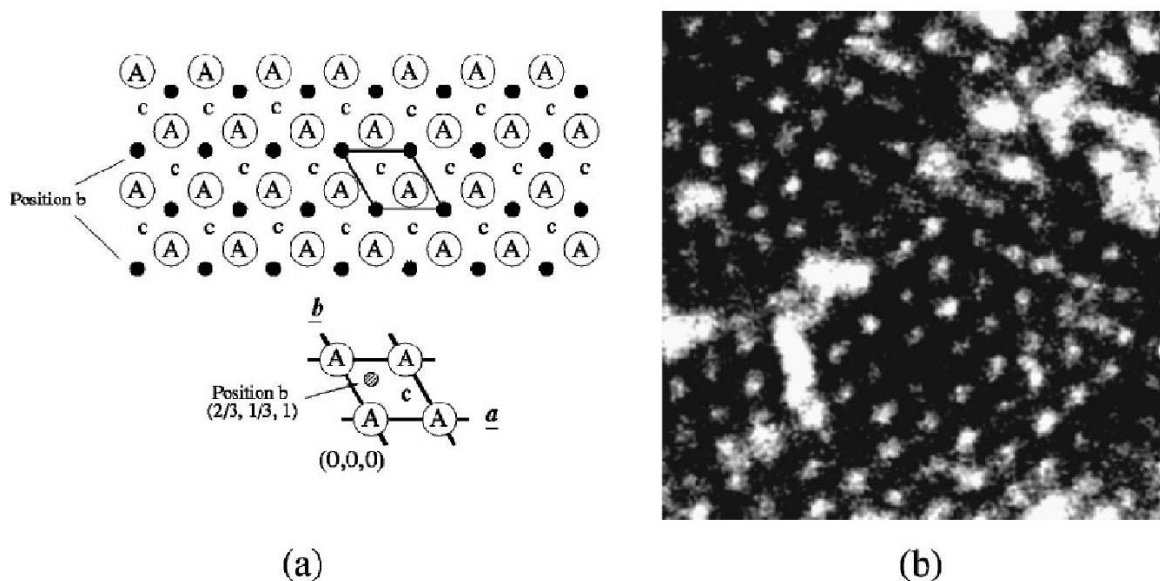 A A A A A A A
c c c c c c c
A A A A A A A
c c c c c c c
A A A A A A A
Position b
c c c c c c c
A A A A A A A
b
A A
Position b
c
(2/3, 1/3, 1)
A A a
(0,0,0)
(a) (b)